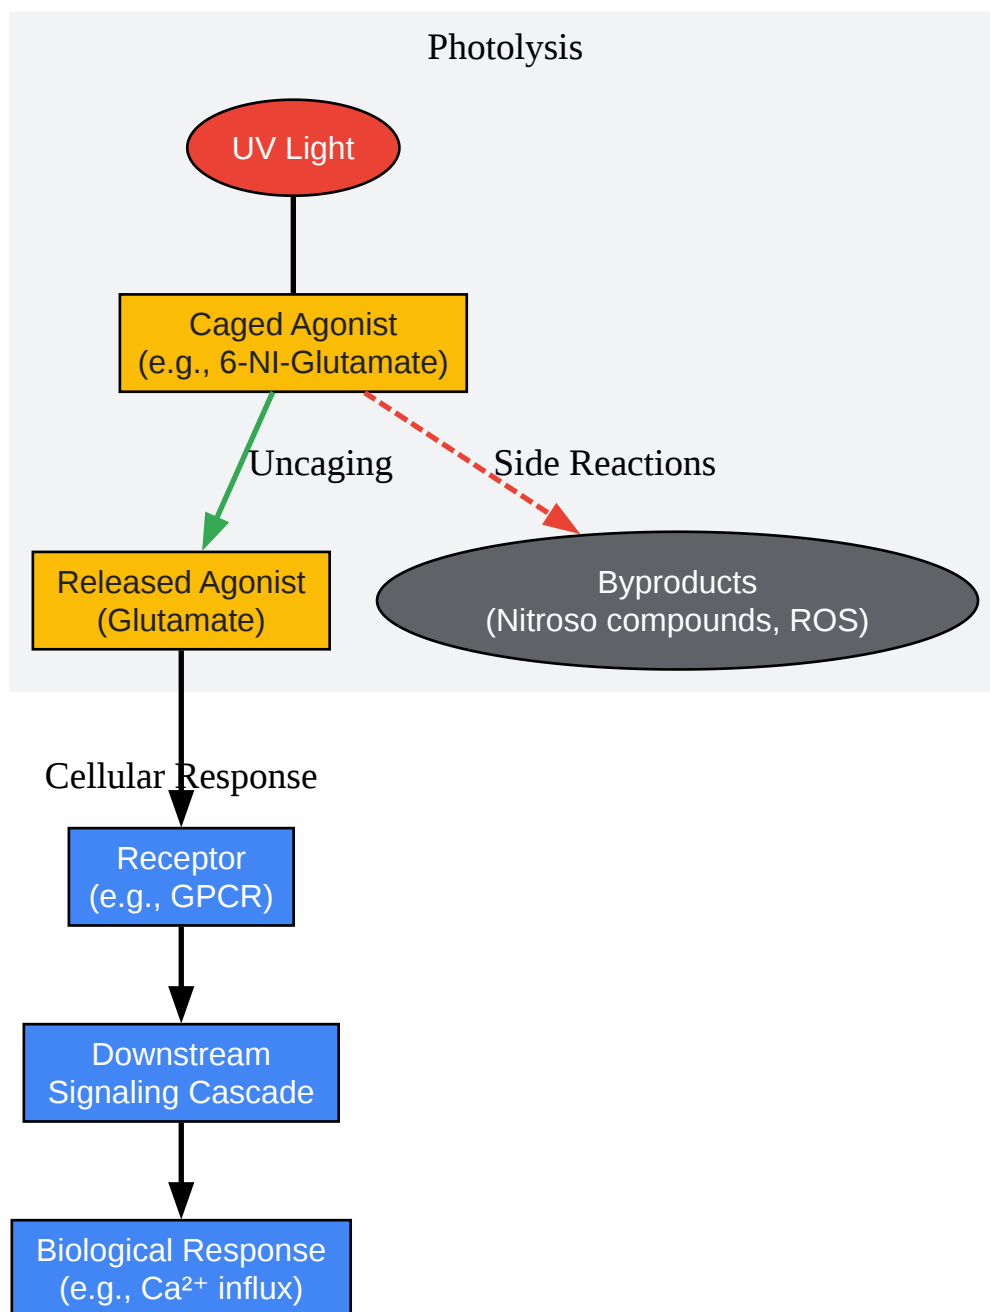 Photolysis
UV Light
Caged Agonist
(e.g., 6-NI-Glutamate)
Uncaging
Side Reactions
Released Agonist
(Glutamate)
Byproducts
(Nitroso compounds, ROS)
Cellular Response
Receptor
(e.g., GPCR)
Downstream
Signaling Cascade
Biological Response
(e.g., Ca²⁺ influx)